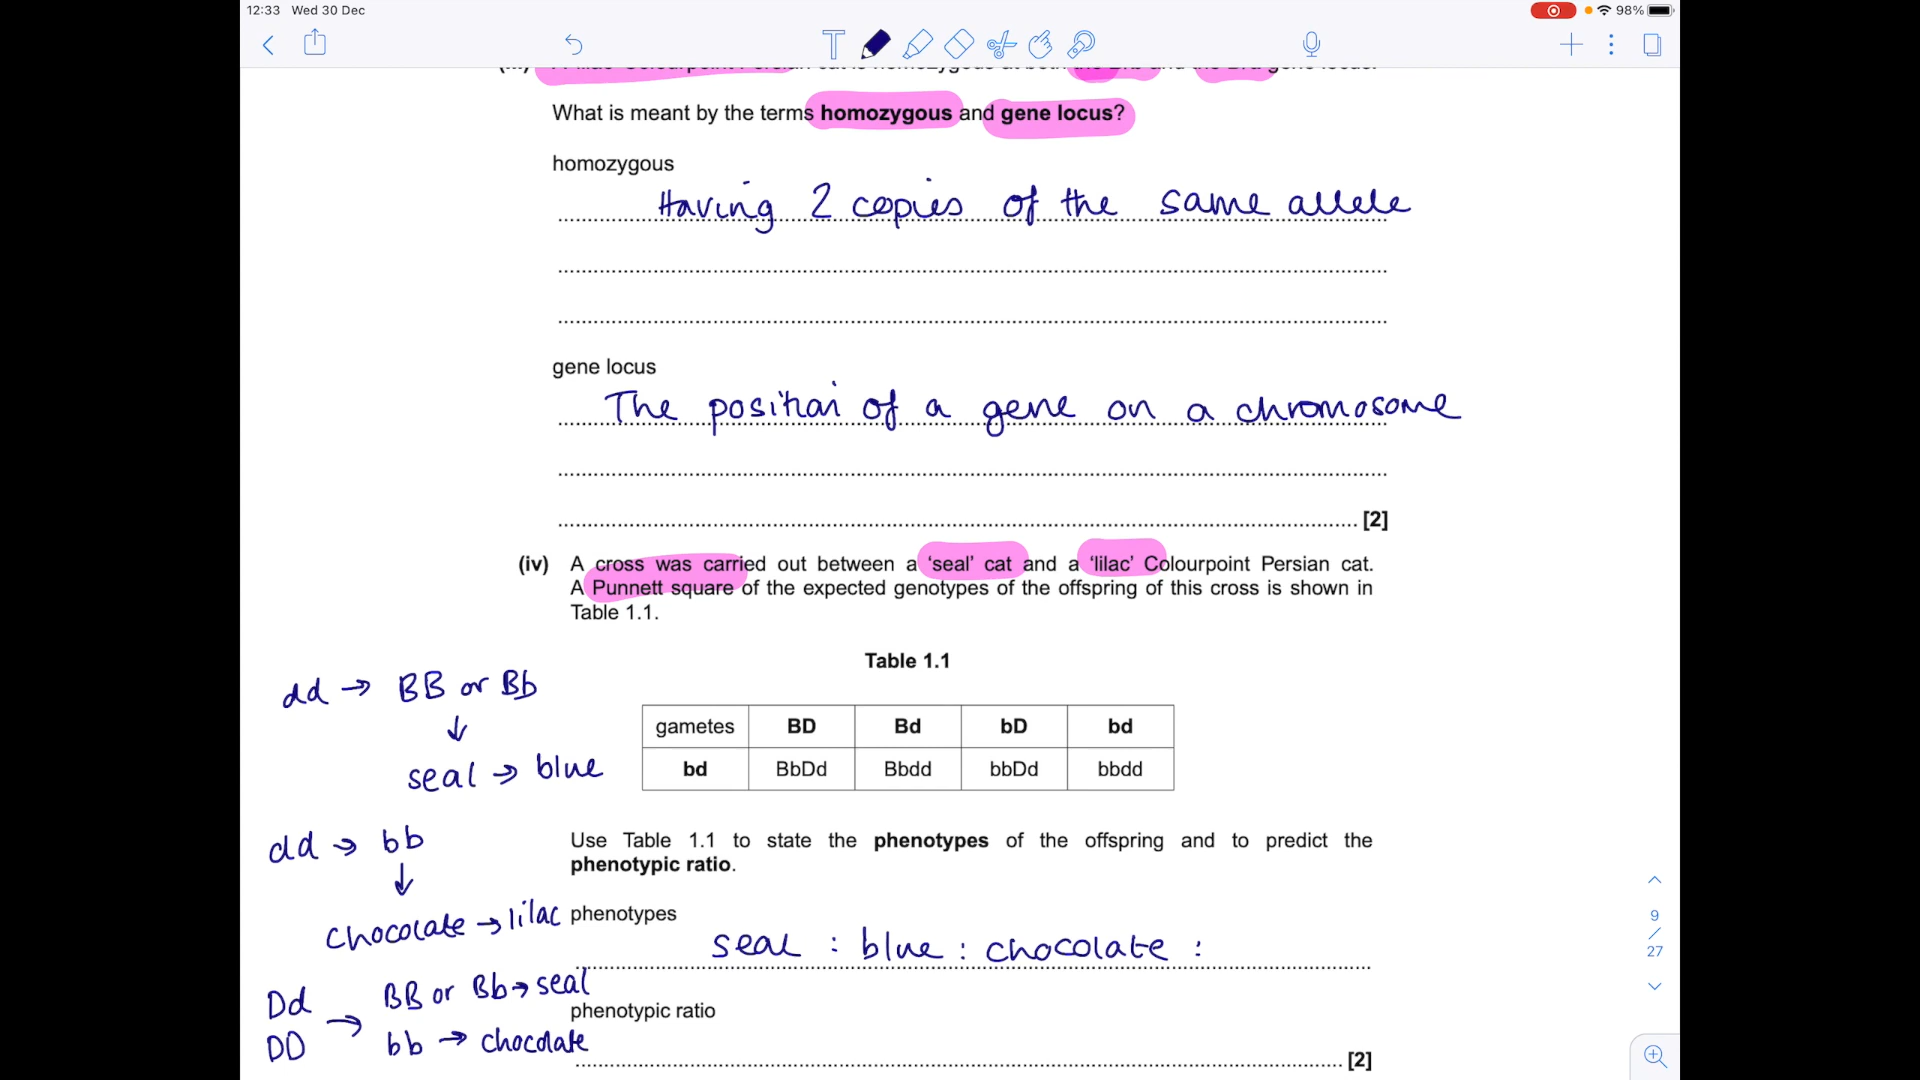 12:33 Wed 30 Dec
98%
What is meant by the terms homozygous and gene locus?
homozygous
Having 2 copies of the same allele
gene locus
The position of a gene on a chromosome
[2]
(iv) A cross was carried out between a ‘seal’ cat and a ‘lilac’ Colourpoint Persian cat.
A Punnett square of the expected genotypes of the offspring of this cross is shown in
Table 1.1.
Table 1.1
dd → BB or Bb
↓
seal → blue
gametes BD Bd bD bd
bd BbDd Bbdd bbDd bbdd
dd → bb
↓
chocolate → lilac
Use Table 1.1 to state the phenotypes of the offspring and to predict the
phenotypic ratio.
phenotypes
seal : blue : chocolate :
Dd
DD → BB or Bb → seal
bb → chocolate
phenotypic ratio
[2]
9
/
27